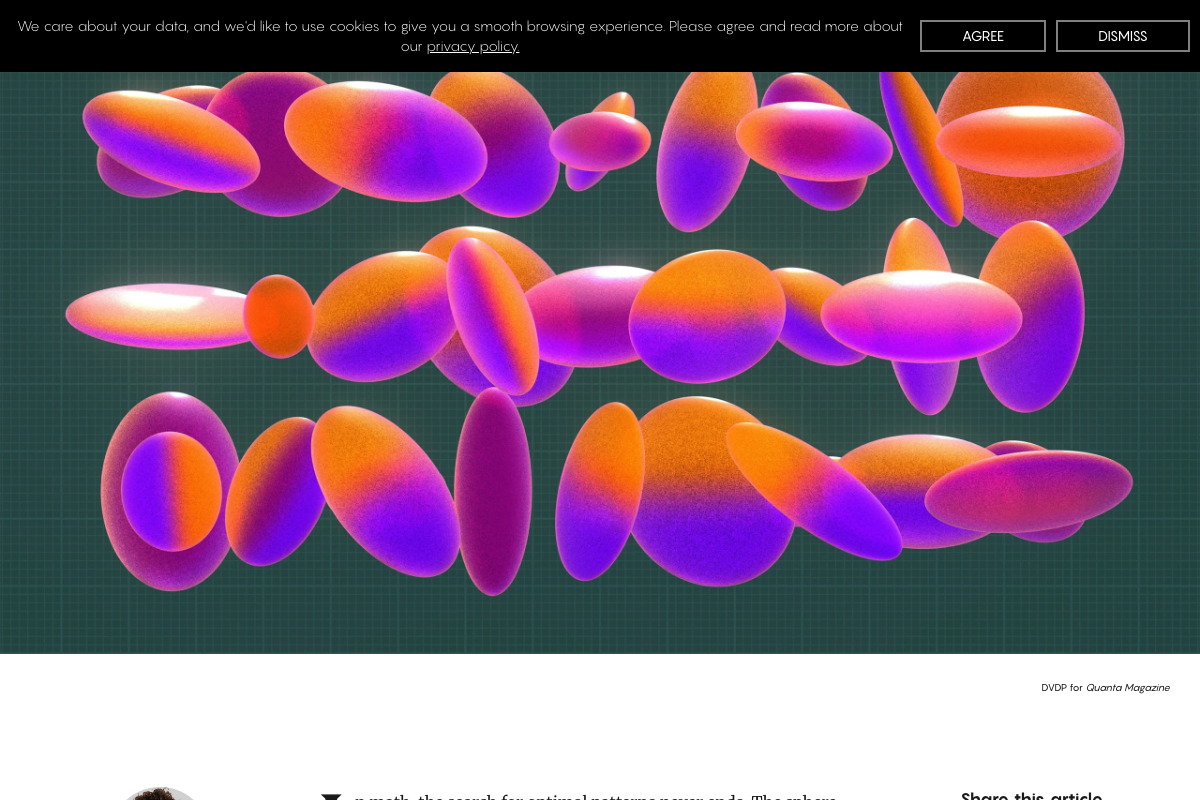 We care about your data, and we'd like to use cookies to give you a smooth browsing experience. Please agree and read more about
our privacy policy.
AGREE
DISMISS
DVDP for Quanta Magazine
n math, the search for optimal patterns never ends. The sphere
Share this article